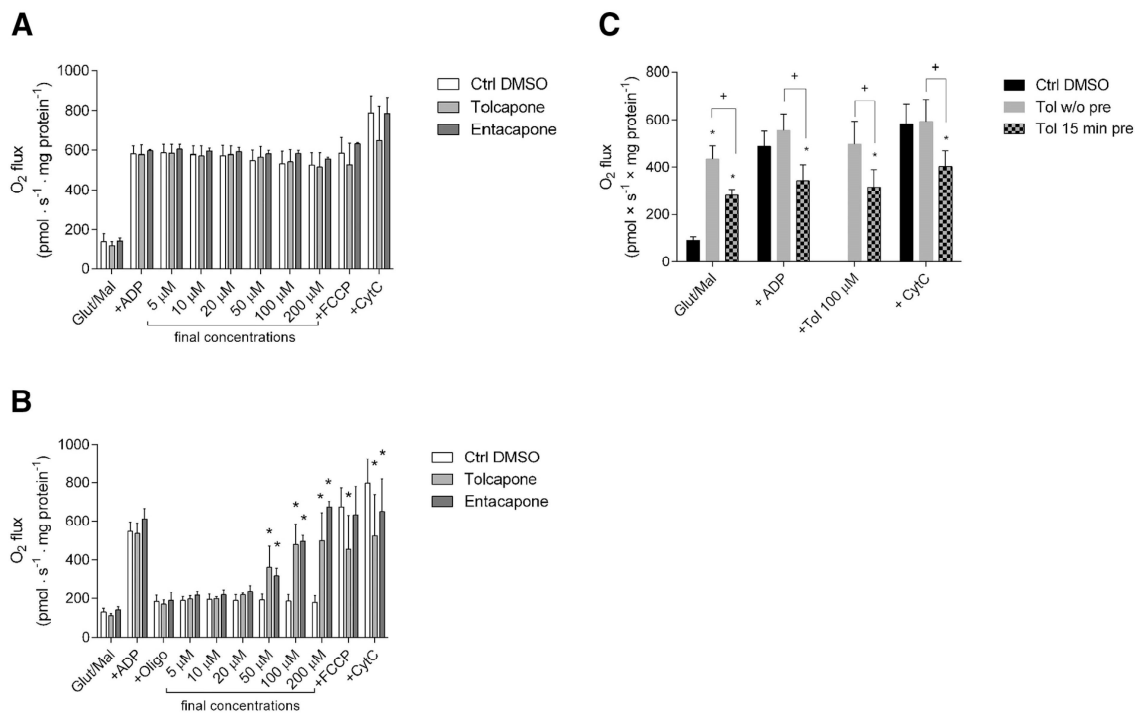 A
1000
800
600
400
200
0
O2 flux
(pmol · s−1 · mg protein−1)
Ctrl DMSO
Tolcapone
Entacapone
Glut/Mal
+ADP
5 µM
10 µM
20 µM
50 µM
100 µM
200 µM
+FCCP
+CytC
final concentrations
C
800
600
400
200
0
O2 flux
(pmol × s−1 × mg protein−1)
+
*
*
+
*
+
*
+
*
Ctrl DMSO
Tol w/o pre
Tol 15 min pre
Glut/Mal
+ ADP
+Tol 100 µM
+ CytC
B
1000
800
600
400
200
0
O2 flux
(pmol · s−1 · mg protein−1)
*
*
*
*
*
*
*
*
*
Ctrl DMSO
Tolcapone
Entacapone
Glut/Mal
+ADP
+Oligo
5 µM
10 µM
20 µM
50 µM
100 µM
200 µM
+FCCP
+CytC
final concentrations